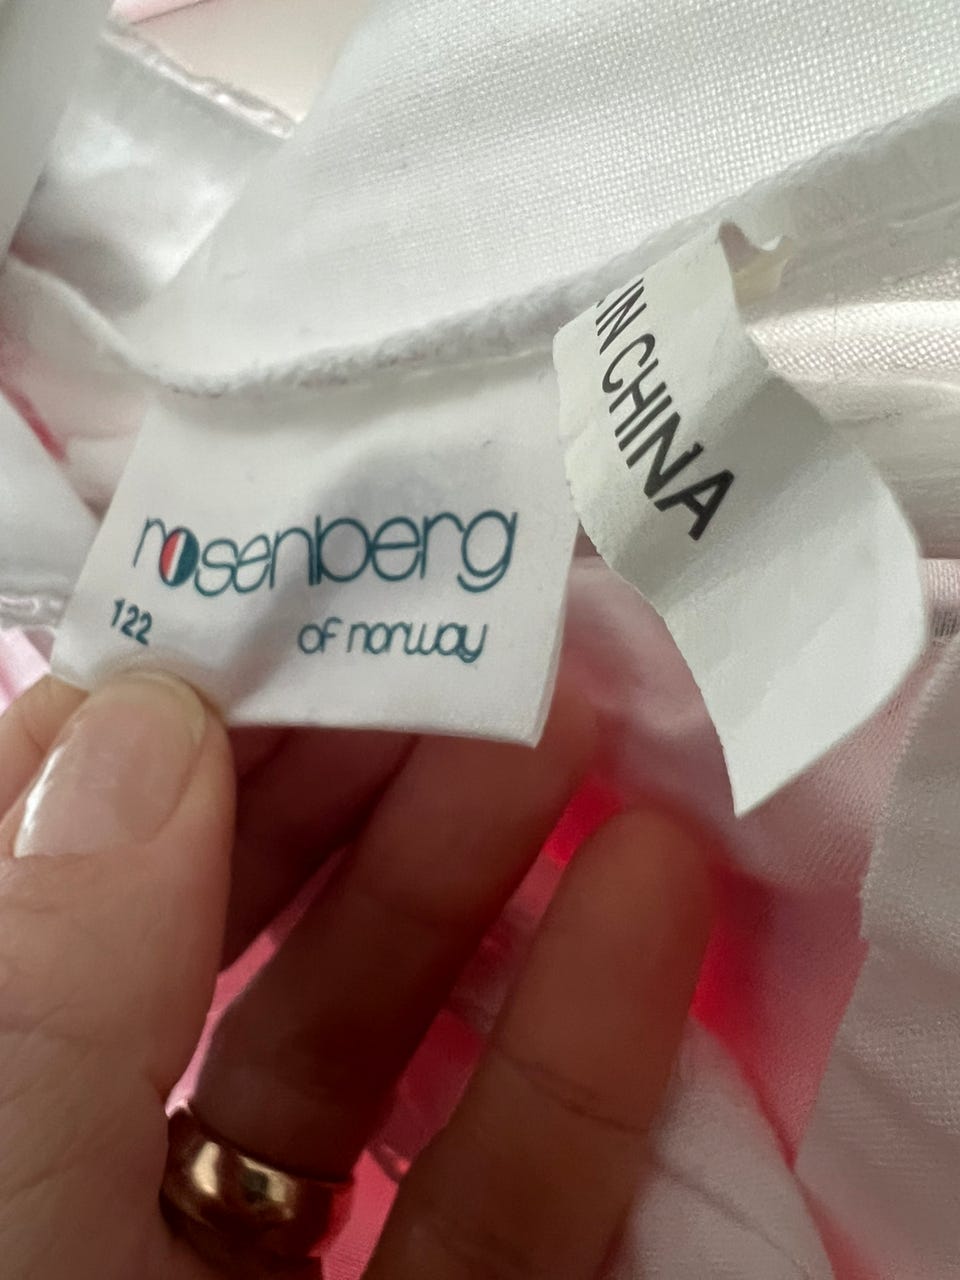 rosenberg
122
of norway
IN CHINA